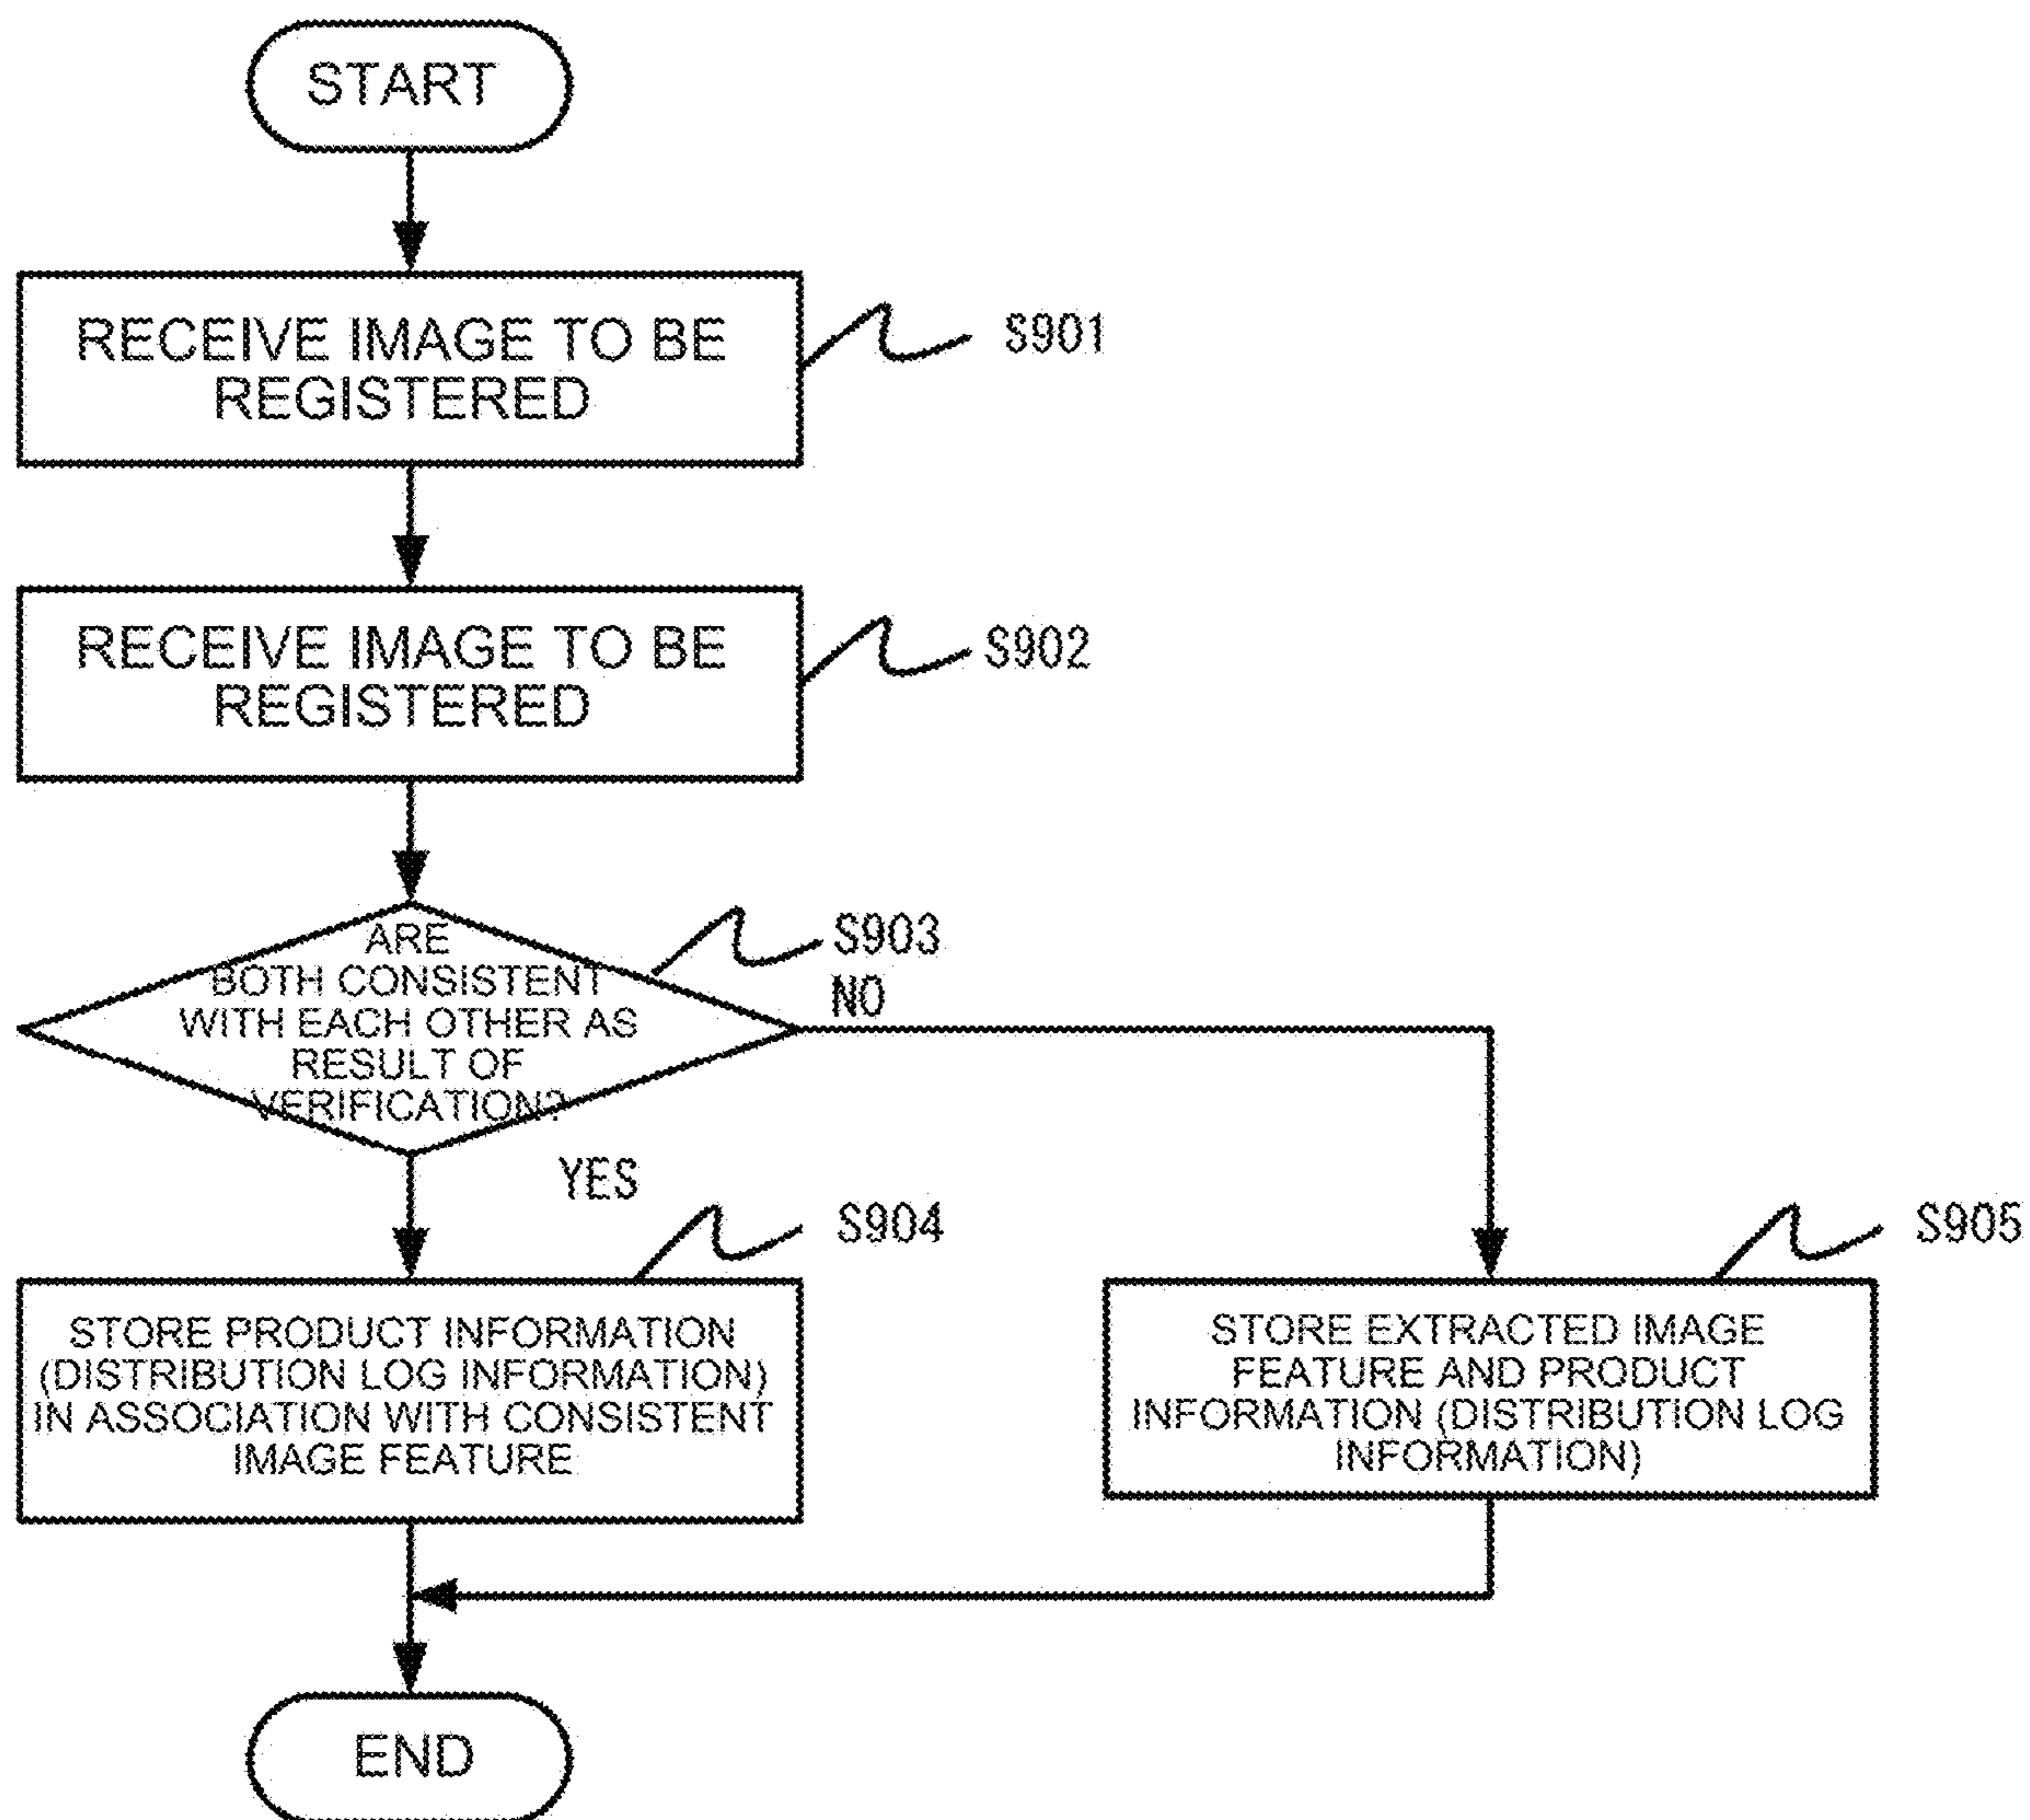 START
RECEIVE IMAGE TO BE
REGISTERED
S901
RECEIVE IMAGE TO BE
REGISTERED
S902
ARE
BOTH CONSISTENT
WITH EACH OTHER AS
RESULT OF
VERIFICATION?
S903
NO
YES
S904
STORE PRODUCT INFORMATION
(DISTRIBUTION LOG INFORMATION)
IN ASSOCIATION WITH CONSISTENT
IMAGE FEATURE
S905
STORE EXTRACTED IMAGE
FEATURE AND PRODUCT
INFORMATION (DISTRIBUTION LOG
INFORMATION)
END